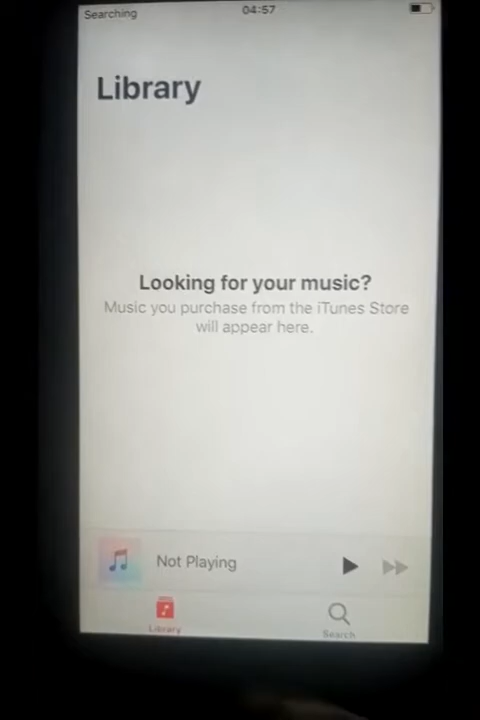 Searching 04:57
Library
Looking for your music?
Music you purchase from the iTunes Store
will appear here.
Not Playing
Library Search